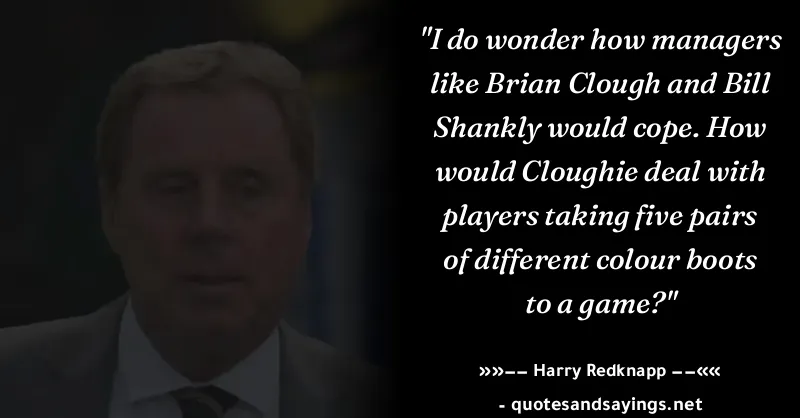 "I do wonder how managers
like Brian Clough and Bill
Shankly would cope. How
would Cloughie deal with
players taking five pairs
of different colour boots
to a game?"
»»—— Harry Redknapp ——««
- quotesandsayings.net